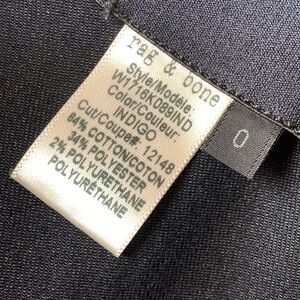 rag & bone
Style/Modele:
W1716K089IND
Color/Couleur:
INDIGO
Cut/Coupe#: 12148
64% COTTON/COTON
34% POLYESTER
2% POLYURETHANE
POLYURÉTHANE
0